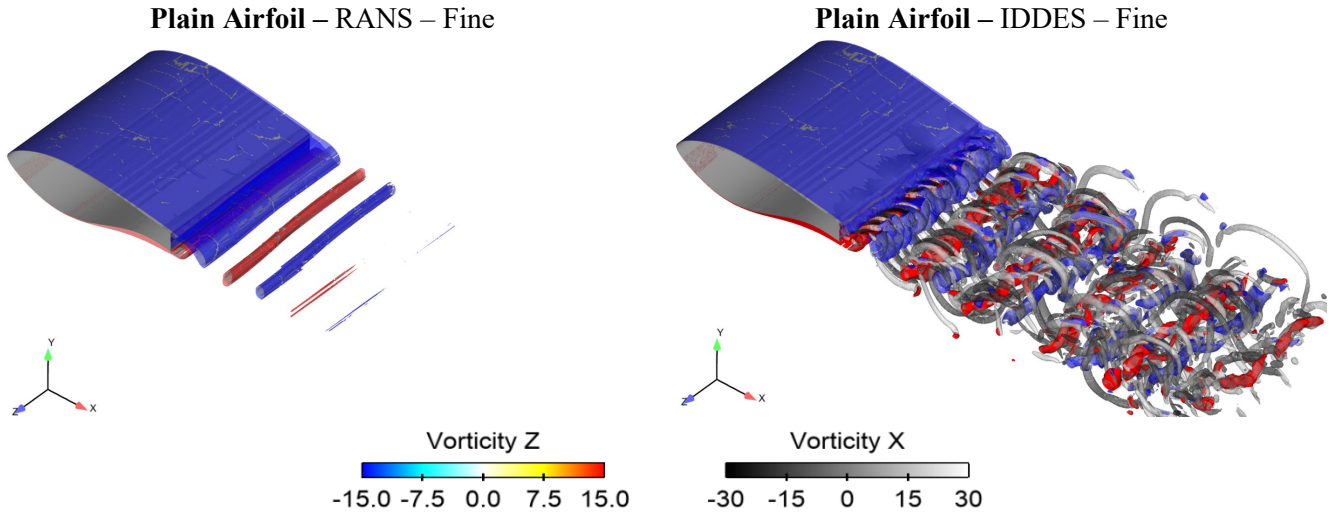 Plain Airfoil – RANS – Fine
Plain Airfoil – IDDES – Fine
Y
Z
X
Y
Z
X
Vorticity Z
-15.0 -7.5 0.0 7.5 15.0
Vorticity X
-30 -15 0 15 30